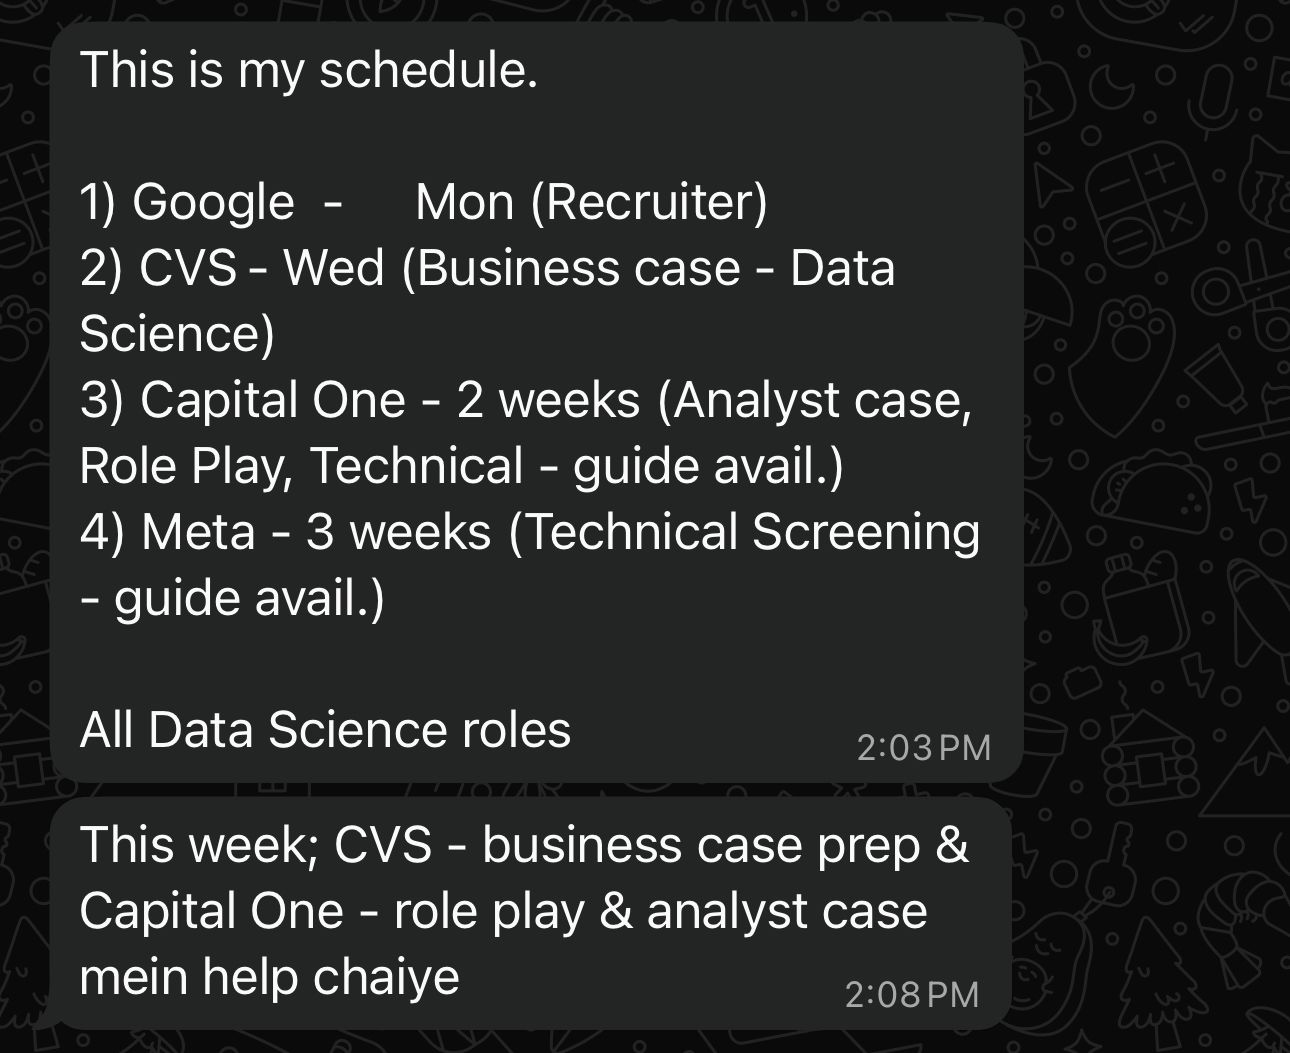 This is my schedule.
1) Google - Mon (Recruiter)
2) CVS - Wed (Business case - Data
Science)
3) Capital One - 2 weeks (Analyst case,
Role Play, Technical - guide avail.)
4) Meta - 3 weeks (Technical Screening
- guide avail.)
All Data Science roles
2:03 PM
This week; CVS - business case prep &
Capital One - role play & analyst case
mein help chaiye
2:08 PM